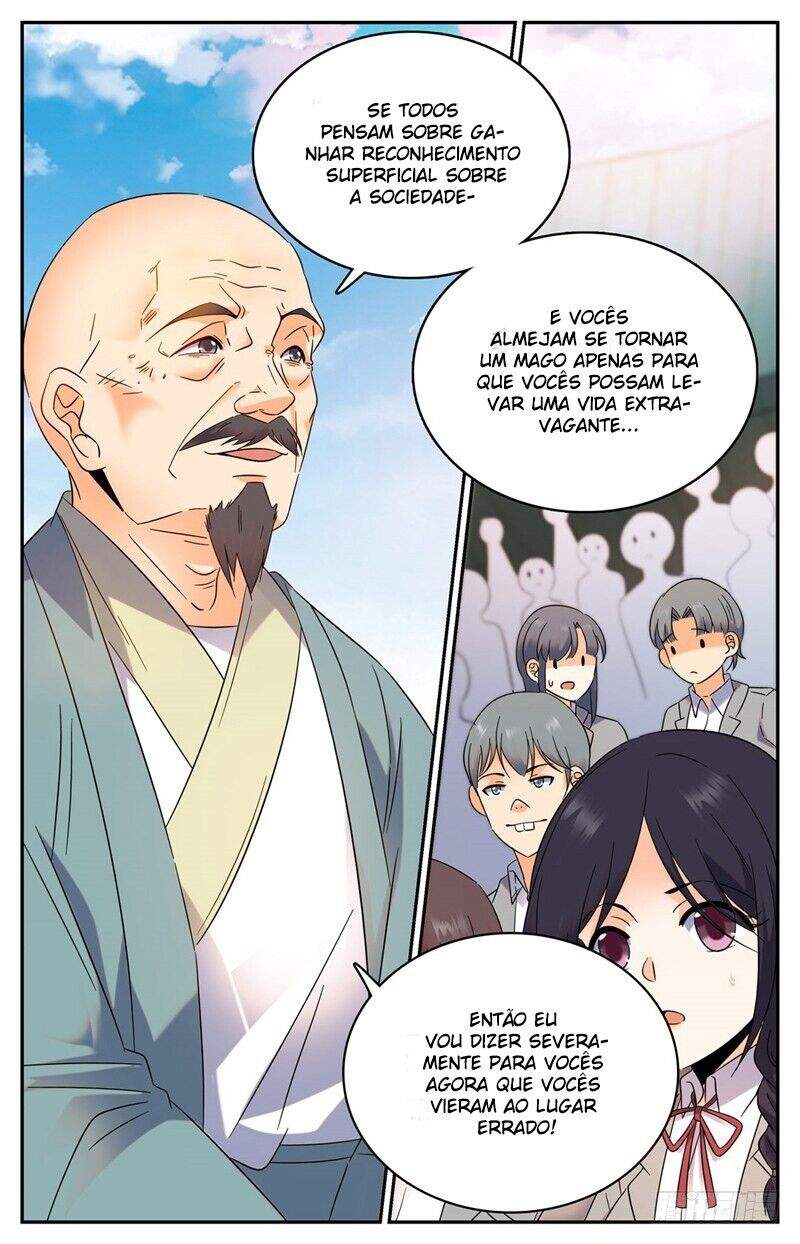 SE TODOS
PENSAM SOBRE GA-
NHAR RECONHECIMENTO
SUPERFICIAL SOBRE
A SOCIEDADE-
E VOCÊS
ALMEJAM SE TORNAR
UM MAGO APENAS PARA
QUE VOCÊS POSSAM LE-
VAR UMA VIDA EXTRA-
VAGANTE...
ENTÃO EU
VOU DIZER SEVERA-
MENTE PARA VOCÊS
AGORA QUE VOCÊS
VIERAM AO LUGAR
ERRADO!